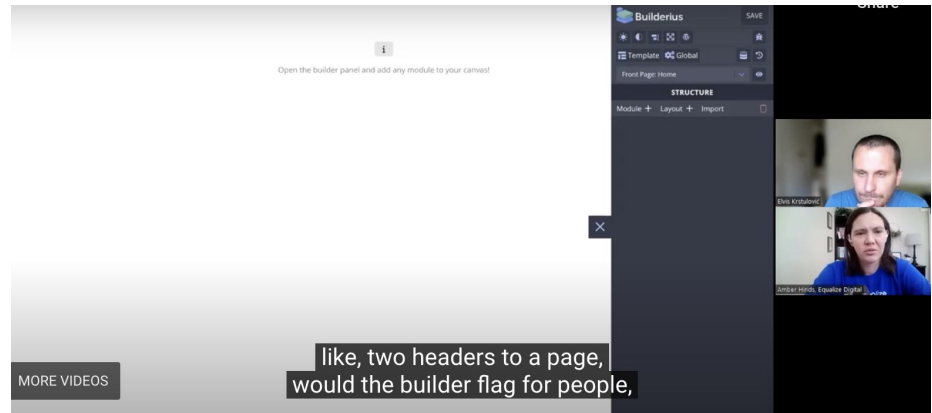 Share
Builderius
SAVE
i
Template Global
Open the builder panel and add any module to your canvas!
Front Page: Home
STRUCTURE
Module + Layout + Import
Elvis Krstulović
Amber Hinds, Equalize Digital
like, two headers to a page,
would the builder flag for people,
MORE VIDEOS